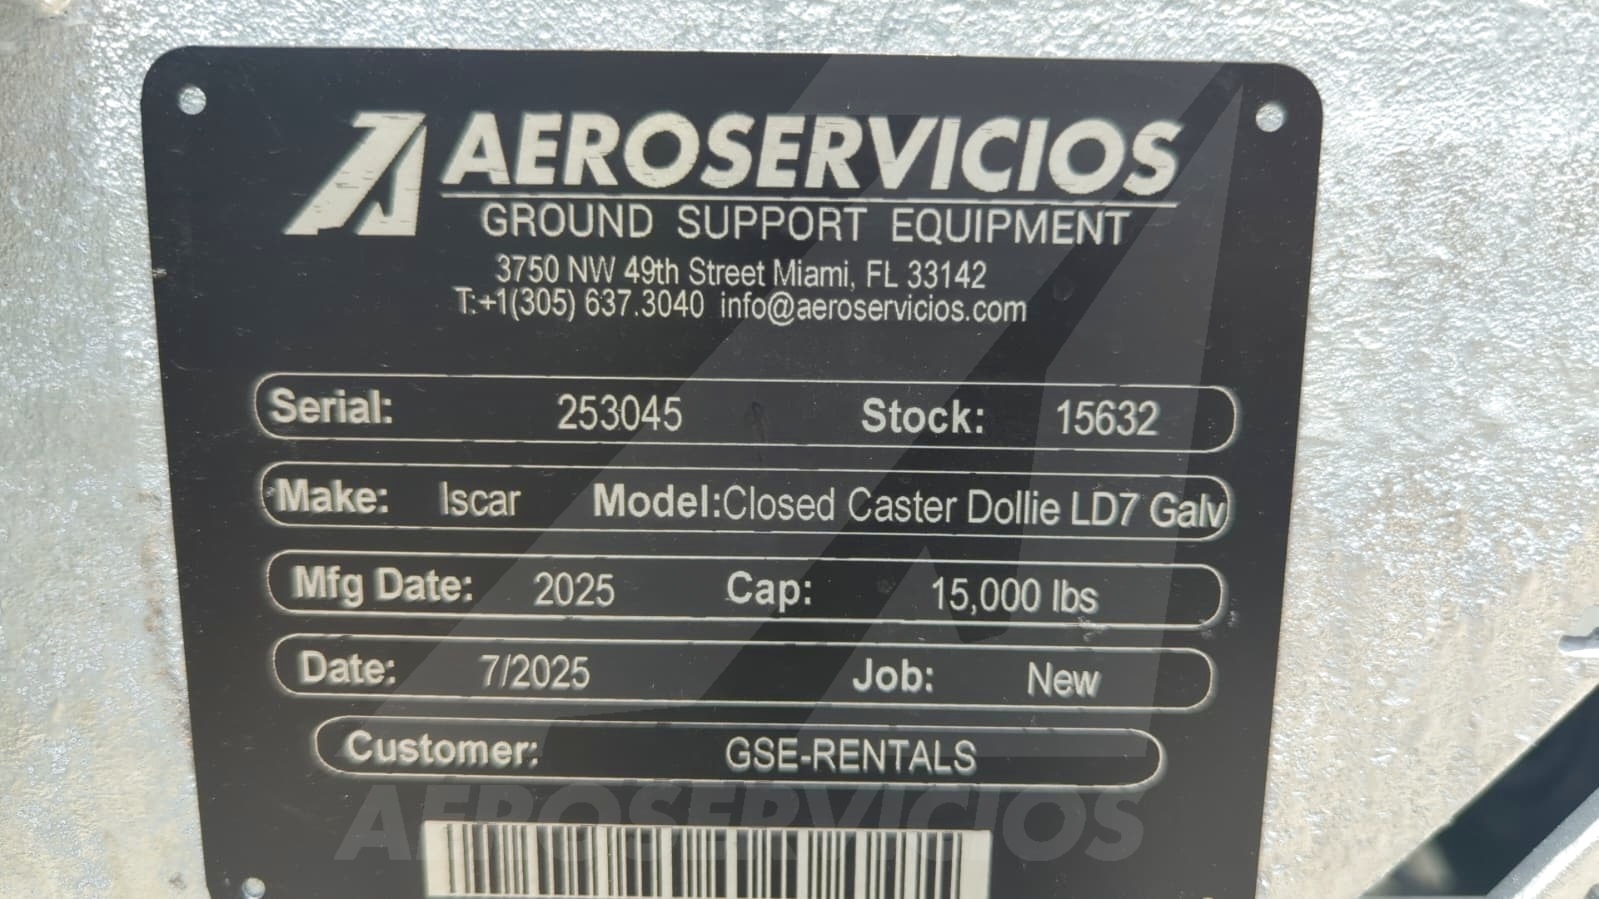 AEROSERVICIOS
GROUND SUPPORT EQUIPMENT
3750 NW 49th Street Miami, FL 33142
T:+1(305) 637.3040 info@aeroservicios.com
Serial: 253045 Stock: 15632
Make: Iscar Model:Closed Caster Dollie LD7 Galv
Mfg Date: 2025 Cap: 15,000 lbs
Date: 7/2025 Job: New
Customer: GSE-RENTALS
AEROSERVICIOS